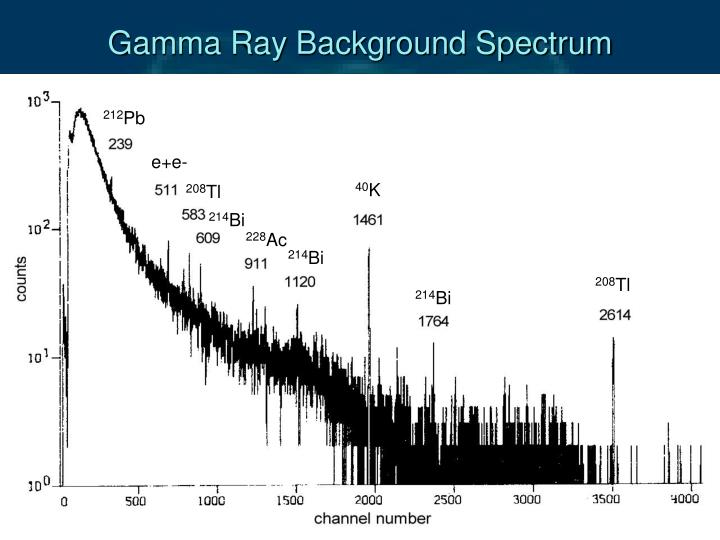 Gamma Ray Background Spectrum
10³
²¹²Pb
239
e+e-
511
²⁰⁸Tl
583
²¹⁴Bi
609
²²⁸Ac
911
²¹⁴Bi
1120
⁴⁰K
1461
²¹⁴Bi
1764
²⁰⁸Tl
2614
10²
10¹
10⁰
counts
0 500 1000 1500 2000 2500 3000 3500 4000
channel number